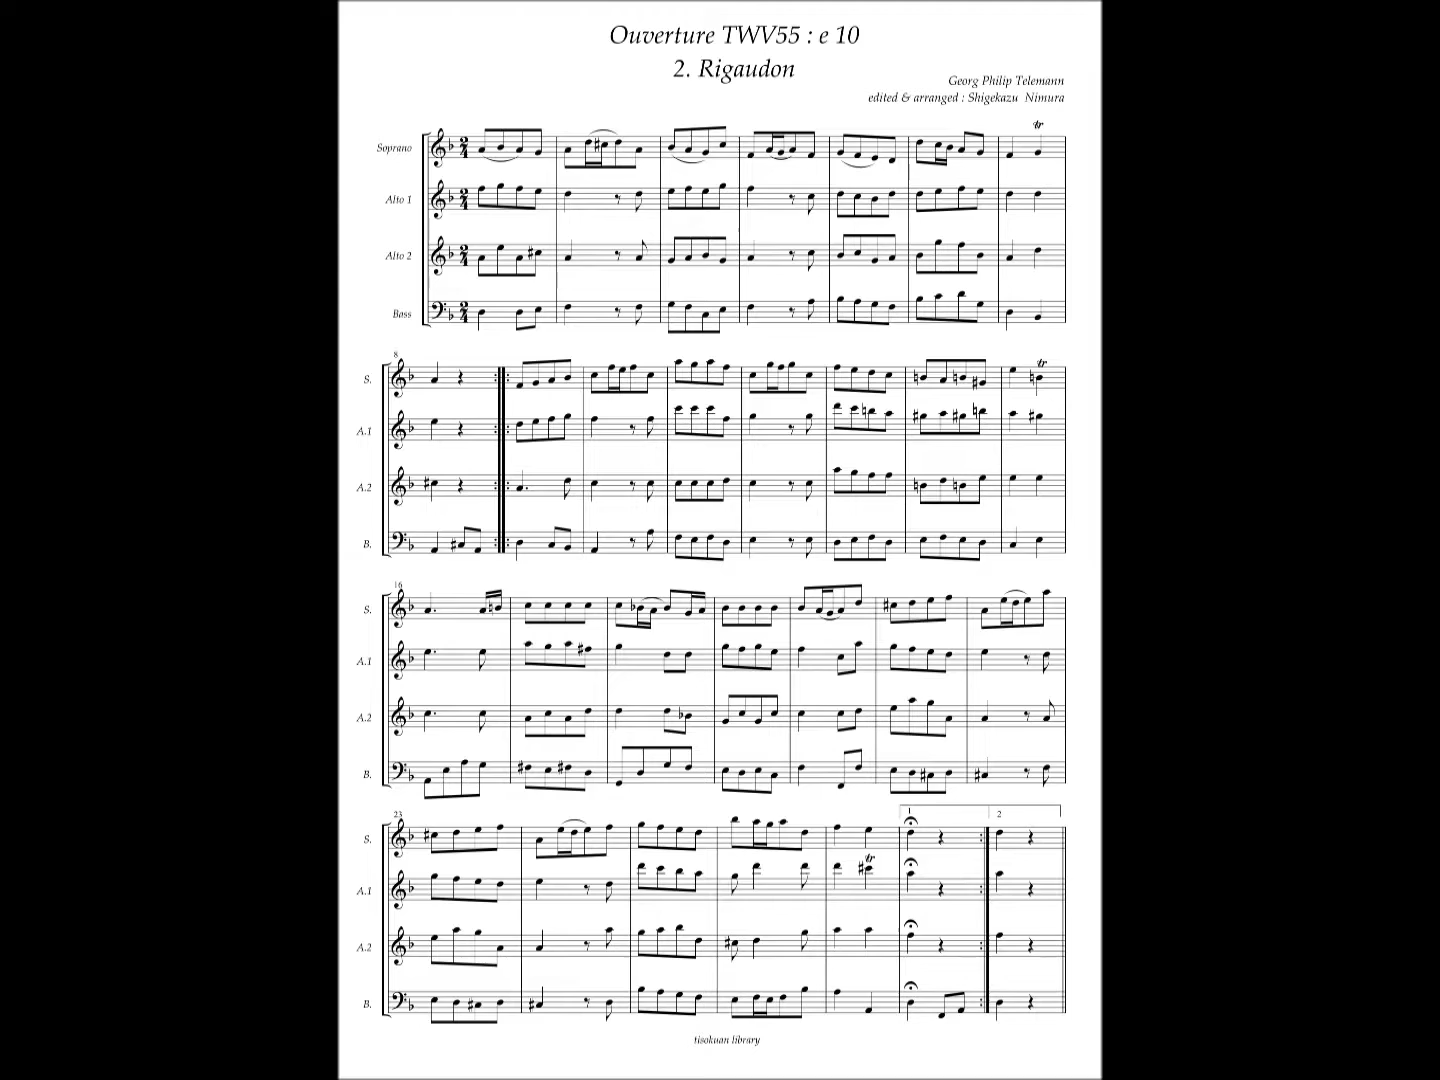 Ouverture TWV55 : e 10
2. Rigaudon
Georg Philip Telemann
edited & arranged : Shigekazu Nimura
Soprano
Alto 1
Alto 2
Bass
8
S.
A.1
A.2
B.
16
S.
A.1
A.2
B.
23
1
2
S.
A.1
A.2
B.
tisokuan library